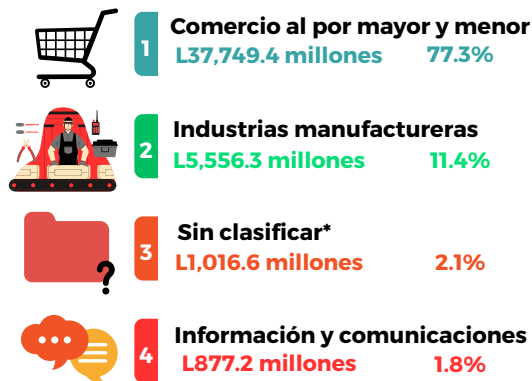 1
Comercio al por mayor y menor
L37,749.4 millones 77.3%
2
Industrias manufactureras
L5,556.3 millones 11.4%
3
Sin clasificar*
L1,016.6 millones 2.1%
?
4
Información y comunicaciones
L877.2 millones 1.8%